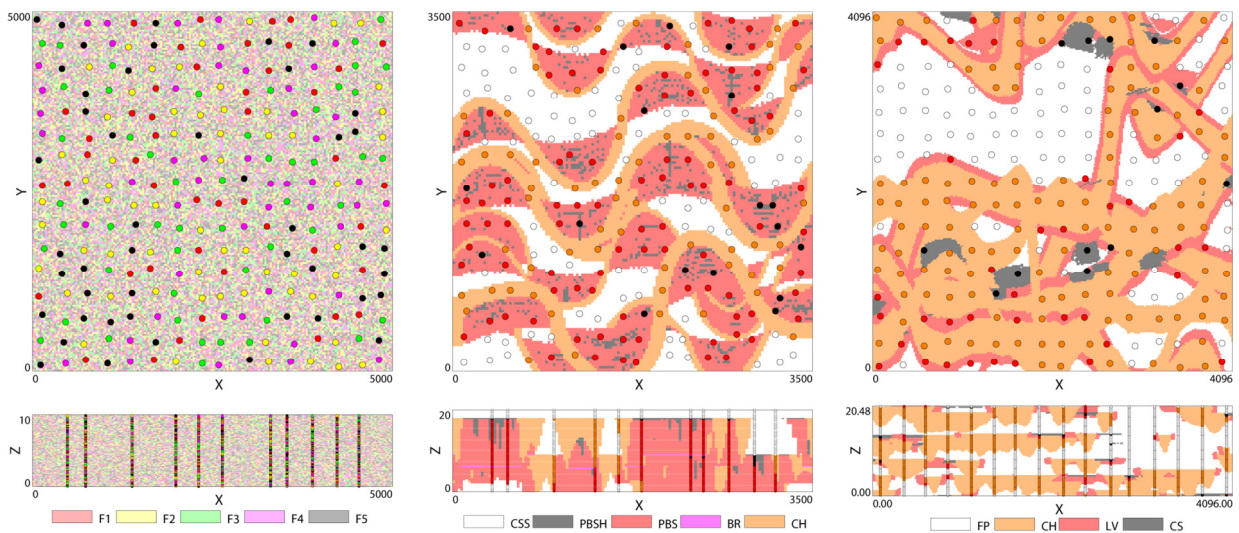 5000
Y
0
0 X 5000
10
Z
0
0 X 5000
F1 F2 F3 F4 F5
3500
Y
0
0 X 3500
20
Z
0
0 X 3500
CSS PBSH PBS BR CH
4096
Y
0
0 X 4096
20.48
Z
0.00
0.00 X 4096.00
FP CH LV CS